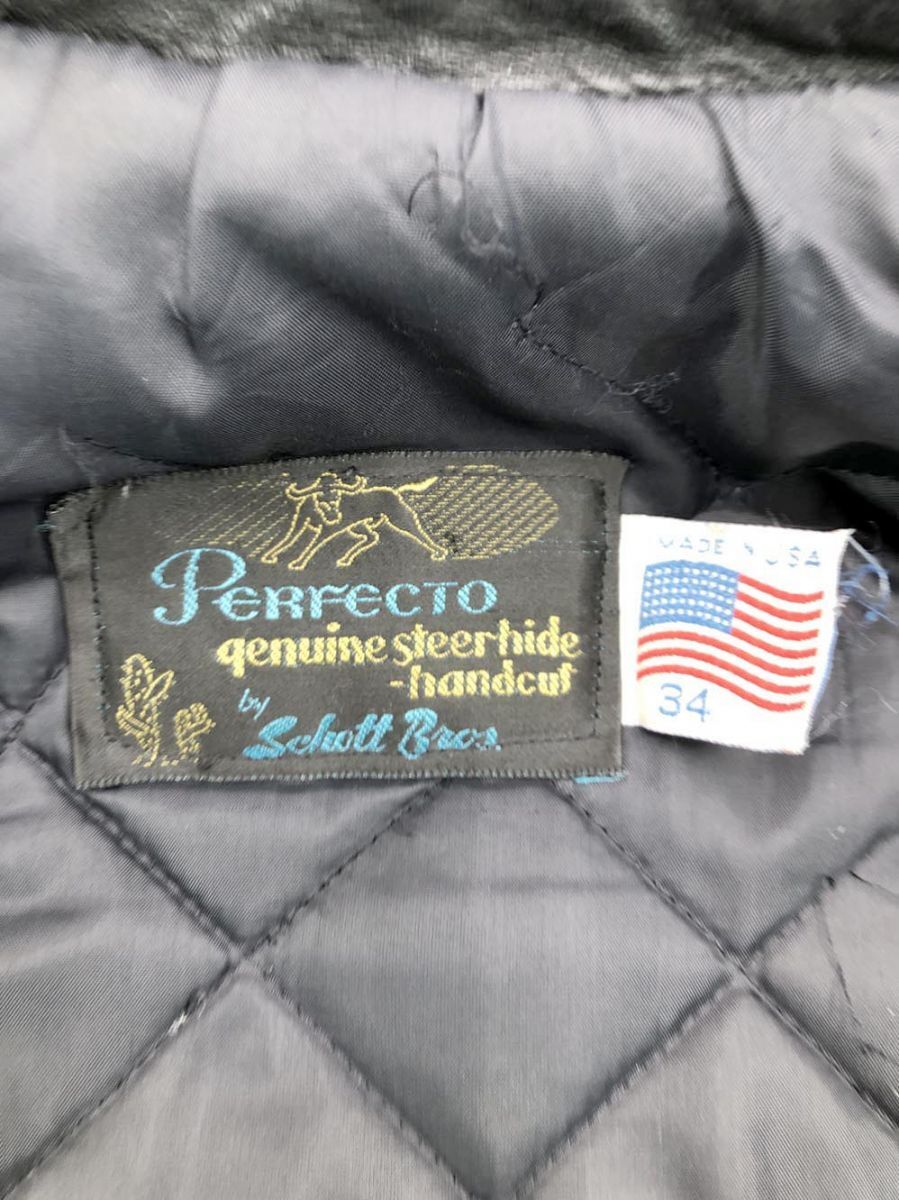 PERFECTO
genuine steerhide
-handcut
by
Schott Bros.
MADE IN USA
34